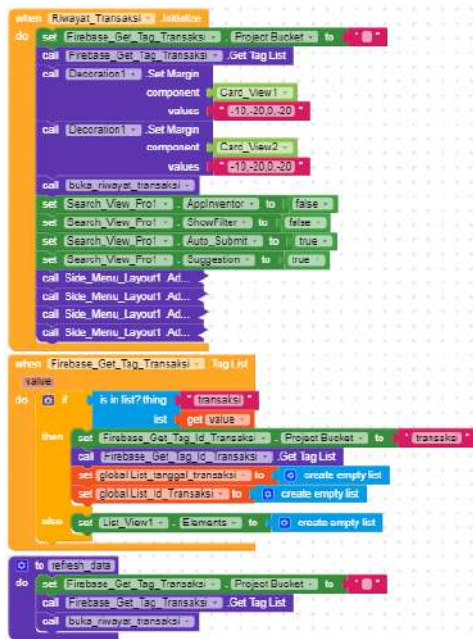 when Riwayat_Transaksi .Initialize
do set Firebase_Get_Tag_Transaksi . Project Bucket to " "
call Firebase_Get_Tag_Transaksi .Get Tag List
call Decoration1 .Set Margin
component Card_View1
values " -10,-20,0,-20 "
call Decoration1 .Set Margin
component Card_View2
values " -10,-20,0,-20 "
call buka_riwayat_transaksi
set Search_View_Pro1 . AppInventor to false
set Search_View_Pro1 . ShowFilter to false
set Search_View_Pro1 . Auto_Submit to true
set Search_View_Pro1 . Suggestion to true
call Side_Menu_Layout1 .Ad...
call Side_Menu_Layout1 .Ad...
call Side_Menu_Layout1 .Ad...
call Side_Menu_Layout1 .Ad...
when Firebase_Get_Tag_Transaksi .Tag List
value
do if is in list? thing " transaksi "
list get value
then set Firebase_Get_Tag_Id_Transaksi . Project Bucket to " transaksi "
call Firebase_Get_Tag_Id_Transaksi .Get Tag List
set global List_tanggal_transaksi to create empty list
set global List_Id_Transaksi to create empty list
else set List_View1 . Elements to create empty list
to refresh_data
do set Firebase_Get_Tag_Transaksi . Project Bucket to " "
call Firebase_Get_Tag_Transaksi .Get Tag List
call buka_riwayat_transaksi